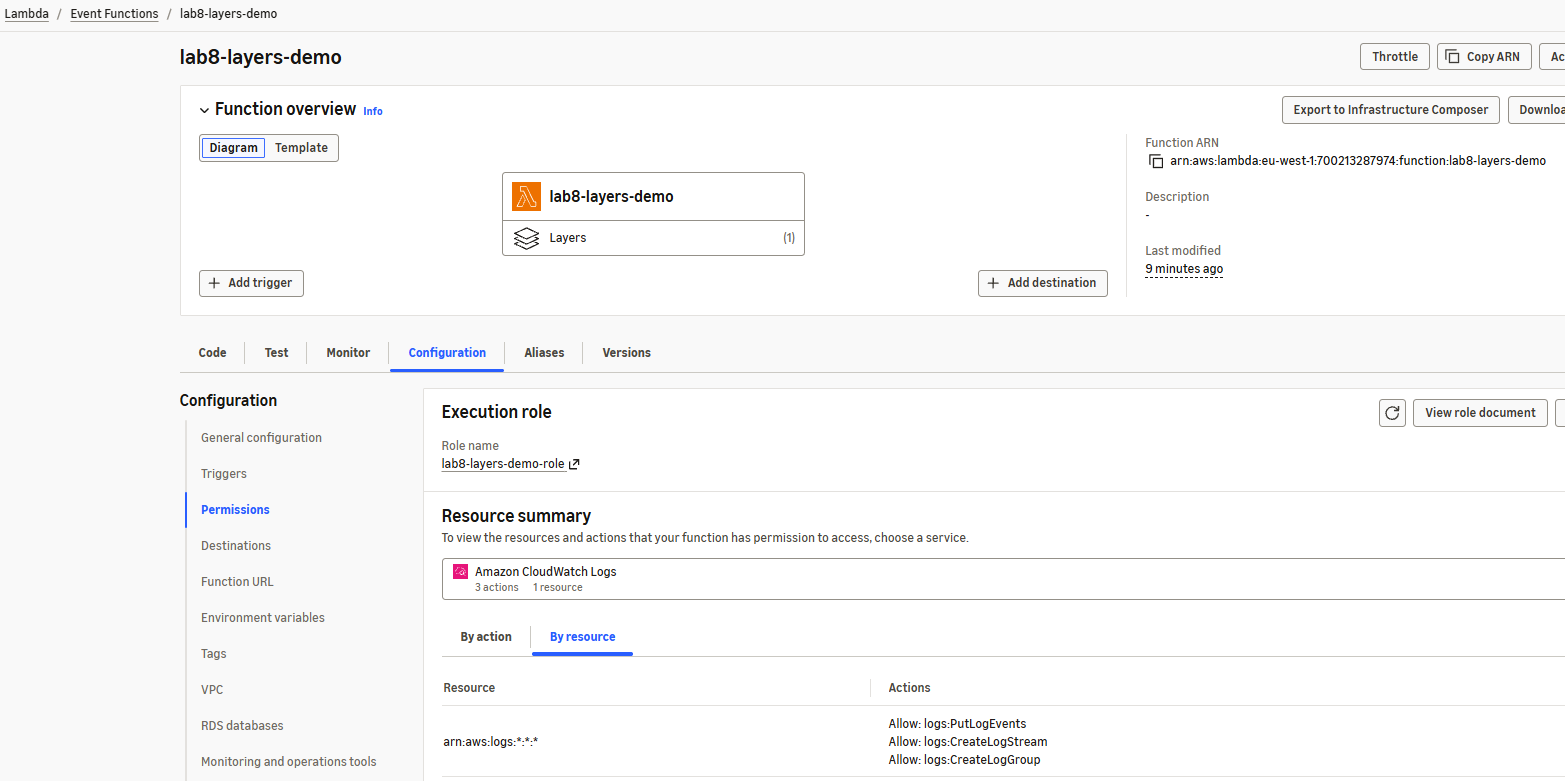 Lambda / Event Functions / lab8-layers-demo
lab8-layers-demo
Throttle
Copy ARN
Ac
Function overview Info
Export to Infrastructure Composer
Downloa
Diagram
Template
lab8-layers-demo
Layers
(1)
Add trigger
Add destination
Function ARN
arn:aws:lambda:eu-west-1:700213287974:function:lab8-layers-demo
Description
-
Last modified
9 minutes ago
Code
Test
Monitor
Configuration
Aliases
Versions
Configuration
General configuration
Triggers
Permissions
Destinations
Function URL
Environment variables
Tags
VPC
RDS databases
Monitoring and operations tools
Execution role
View role document
Role name
lab8-layers-demo-role
Resource summary
To view the resources and actions that your function has permission to access, choose a service.
Amazon CloudWatch Logs
3 actions 1 resource
By action
By resource
Resource
Actions
arn:aws:logs:*:*:*
Allow: logs:PutLogEvents
Allow: logs:CreateLogStream
Allow: logs:CreateLogGroup